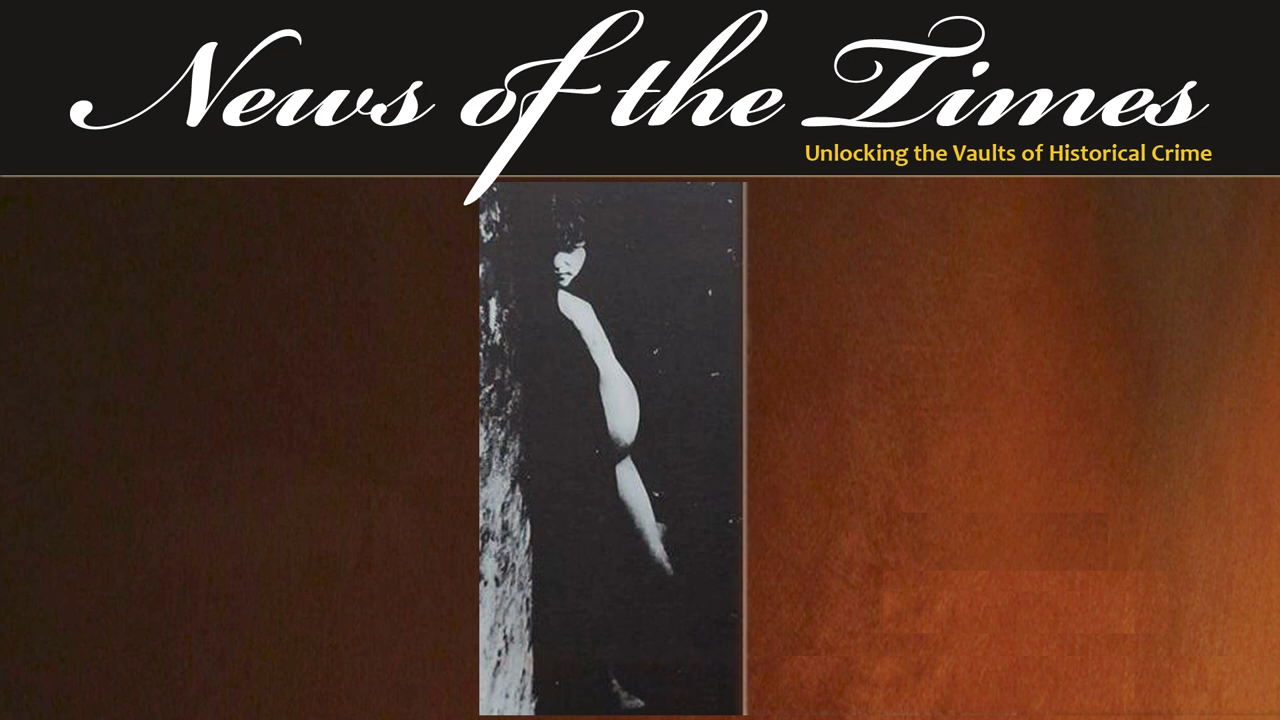 News of the Times
Unlocking the Vaults of Historical Crime